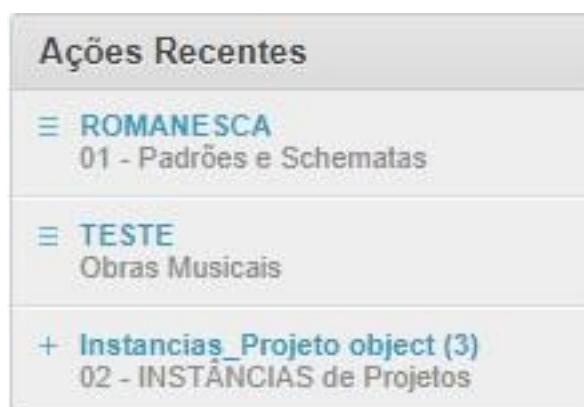 Ações Recentes
ROMANESCA
01 - Padrões e Schematas
TESTE
Obras Musicais
+ Instancias_Projeto object (3)
02 - INSTÂNCIAS de Projetos